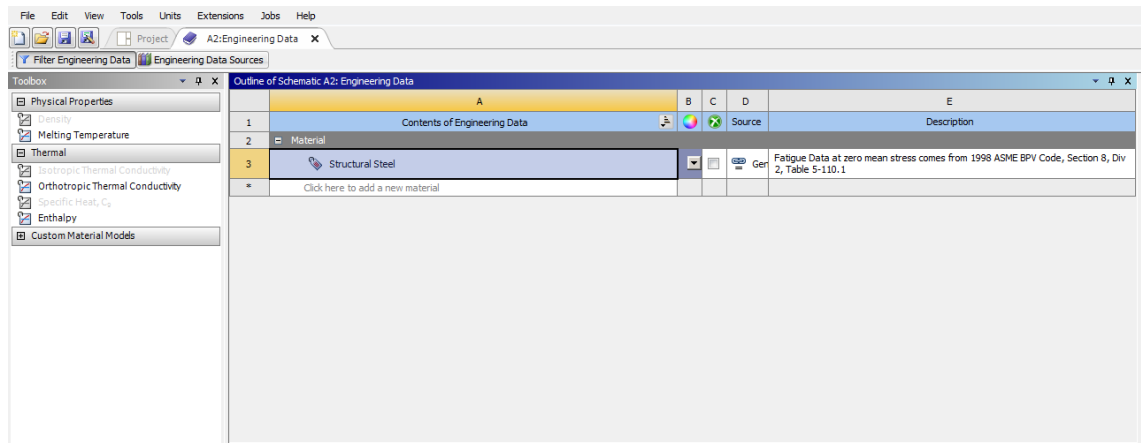 File Edit View Tools Units Extensions Jobs Help
Project A2:Engineering Data X
Filter Engineering Data Engineering Data Sources
Toolbox
Outline of Schematic A2: Engineering Data
Physical Properties
Density
Melting Temperature
Thermal
Isotropic Thermal Conductivity
Orthotropic Thermal Conductivity
Specific Heat, Cₚ
Enthalpy
Custom Material Models
A B C D E
1 Contents of Engineering Data Source Description
2 Material
3 Structural Steel Gen Fatigue Data at zero mean stress comes from 1998 ASME BPV Code, Section 8, Div
2, Table 5-110.1
* Click here to add a new material